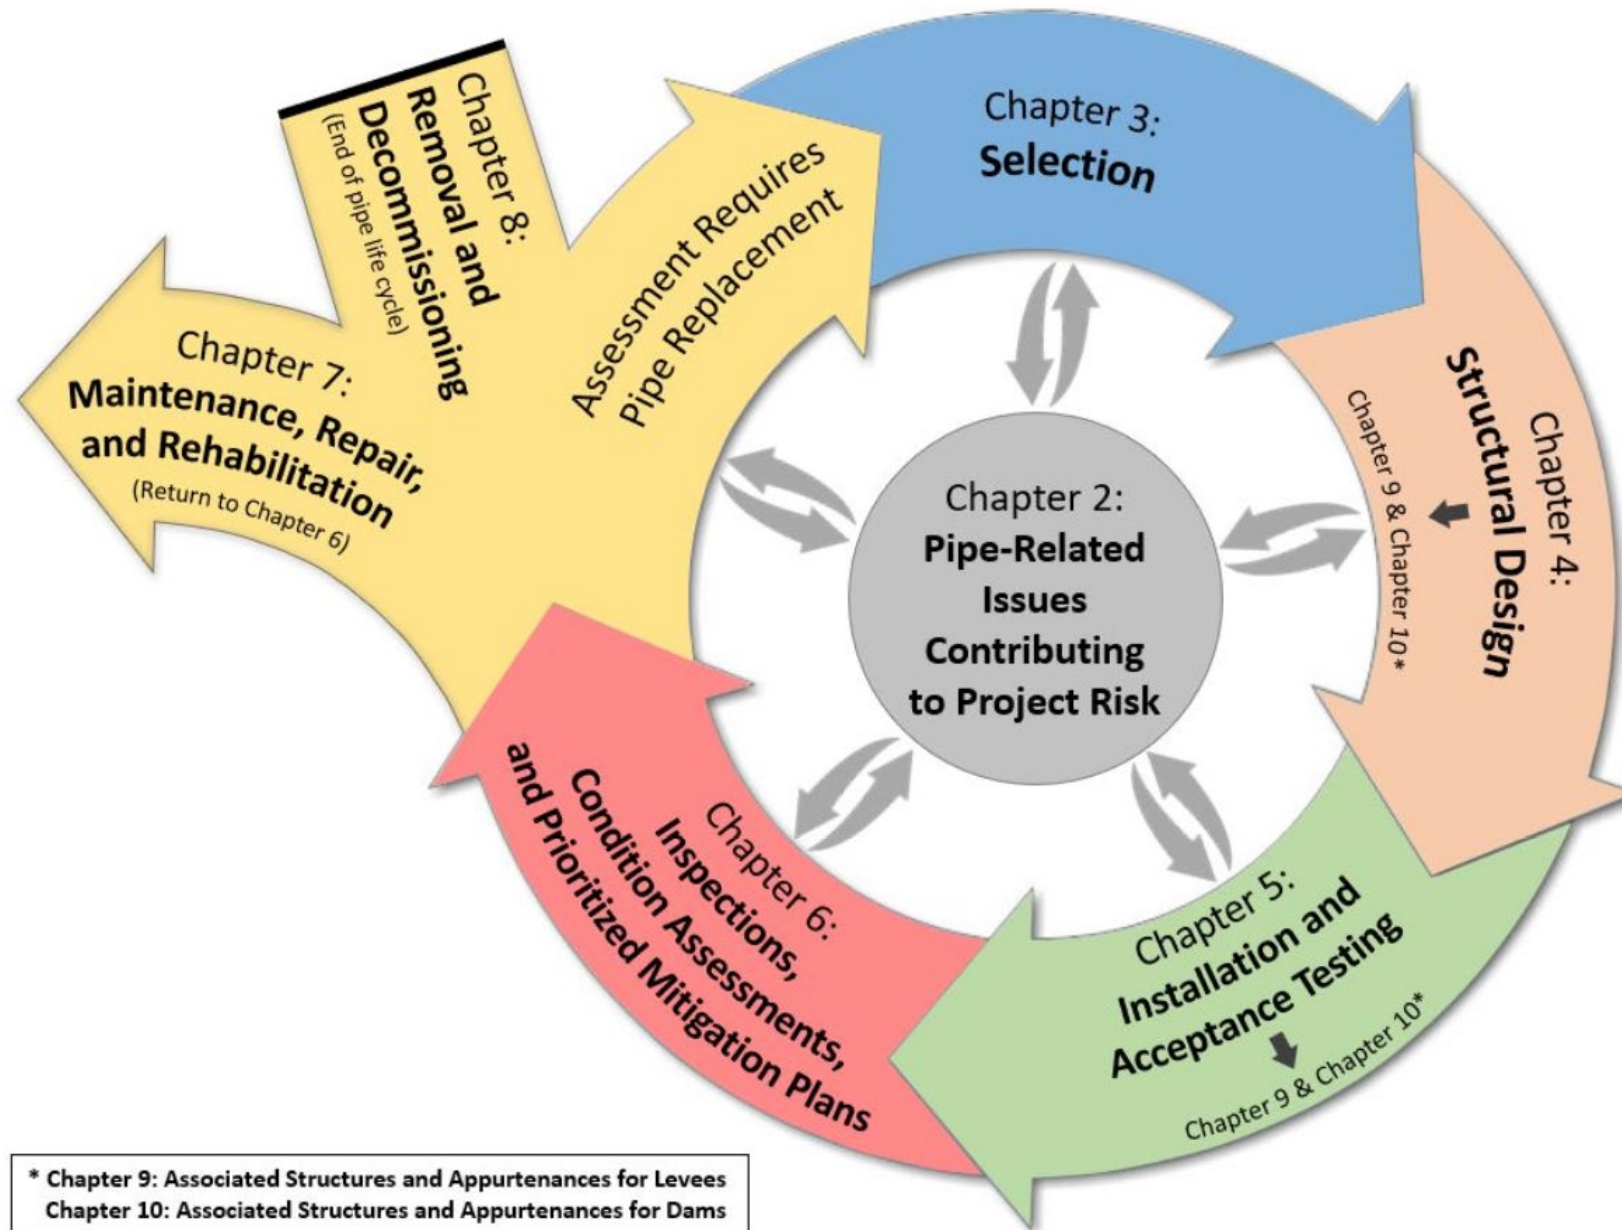 Chapter 8:
Removal and
Decommissioning
(End of pipe life cycle)
Assessment Requires
Pipe Replacement
Chapter 3:
Selection
Chapter 7:
Maintenance, Repair,
and Rehabilitation
(Return to Chapter 6)
Chapter 4:
Structural Design
Chapter 9 & Chapter 10*
Chapter 2:
Pipe-Related
Issues
Contributing
to Project Risk
Chapter 6:
Inspections,
Condition Assessments,
and Prioritized Mitigation Plans
Chapter 5:
Installation and
Acceptance Testing
Chapter 9 & Chapter 10*
* Chapter 9: Associated Structures and Appurtenances for Levees
Chapter 10: Associated Structures and Appurtenances for Dams